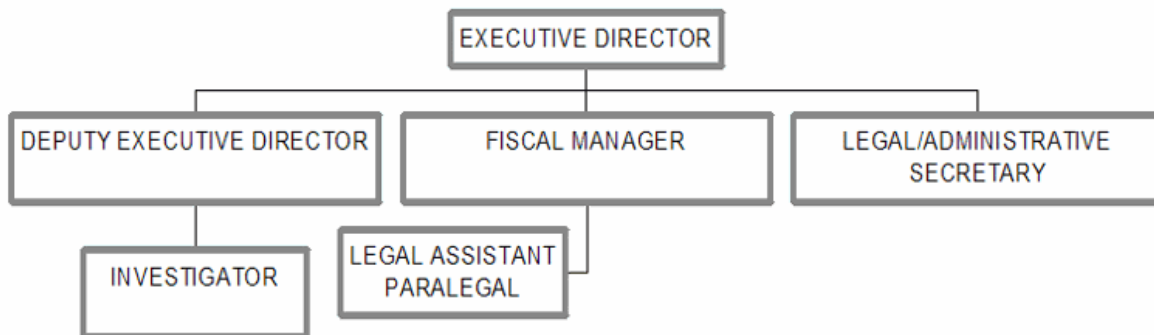 EXECUTIVE DIRECTOR
DEPUTY EXECUTIVE DIRECTOR
FISCAL MANAGER
LEGAL/ADMINISTRATIVE
SECRETARY
INVESTIGATOR
LEGAL ASSISTANT
PARALEGAL